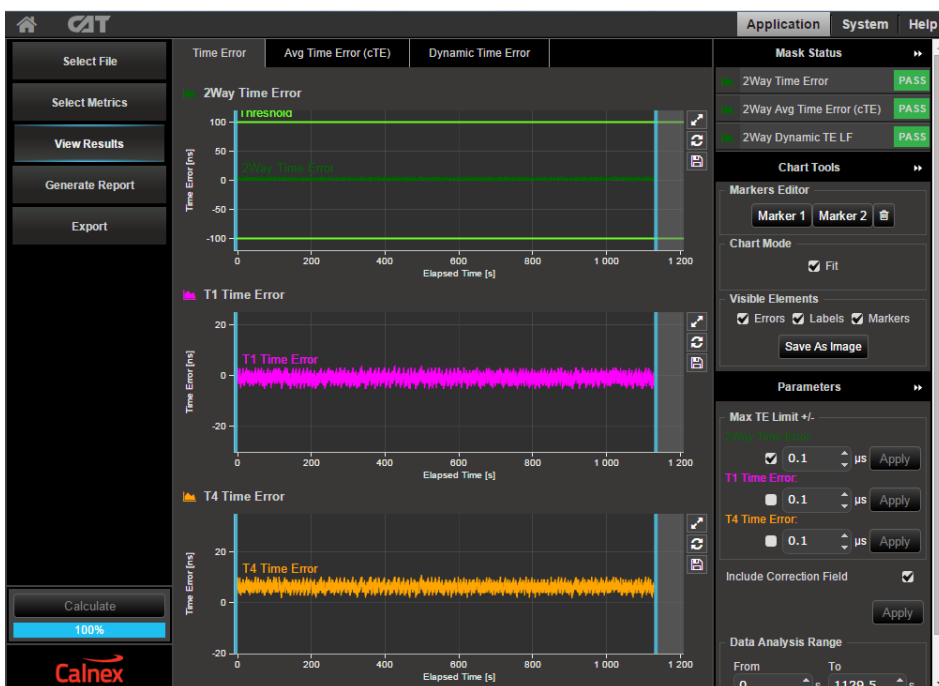 CAT
Application System Help
Select File
Select Metrics
View Results
Generate Report
Export
Calculate
100%
Calnex
Time Error
Avg Time Error (cTE)
Dynamic Time Error
2Way Time Error
Threshold
2Way Time Error
Time Error [ns]
100
50
0
-50
-100
0 200 400 600 800 1 000 1 200
Elapsed Time [s]
T1 Time Error
T1 Time Error
Time Error [ns]
20
0
-20
0 200 400 600 800 1 000 1 200
Elapsed Time [s]
T4 Time Error
T4 Time Error
Time Error [ns]
20
0
-20
0 200 400 600 800 1 000 1 200
Elapsed Time [s]
Mask Status
2Way Time Error PASS
2Way Avg Time Error (cTE) PASS
2Way Dynamic TE LF PASS
Chart Tools
Markers Editor
Marker 1 Marker 2
Chart Mode
Fit
Visible Elements
Errors Labels Markers
Save As Image
Parameters
Max TE Limit +/-
2Way Time Error:
0.1 µs Apply
T1 Time Error:
0.1 µs Apply
T4 Time Error:
0.1 µs Apply
Include Correction Field
Apply
Data Analysis Range
From To
0 s 1129.5 s